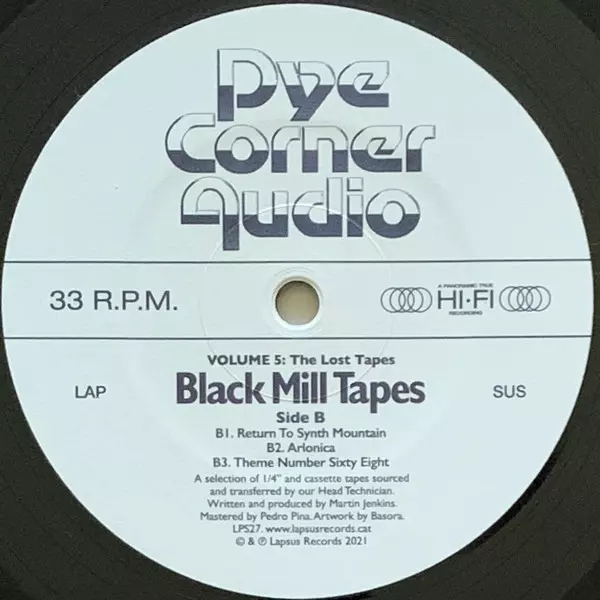 Pye
Corner
Audio
33 R.P.M.
A PANORAMIC TRUE
HI·FI
RECORDING
VOLUME 5: The Lost Tapes
LAP
Black Mill Tapes
SUS
Side B
B1. Return To Synth Mountain
B2. Arlonica
B3. Theme Number Sixty Eight
A selection of 1/4" and cassette tapes sourced
and transferred by our Head Technician.
Written and produced by Martin Jenkins.
Mastered by Pedro Pina. Artwork by Basora.
LPS27. www.lapsusrecords.cat
© & ℗ Lapsus Records 2021